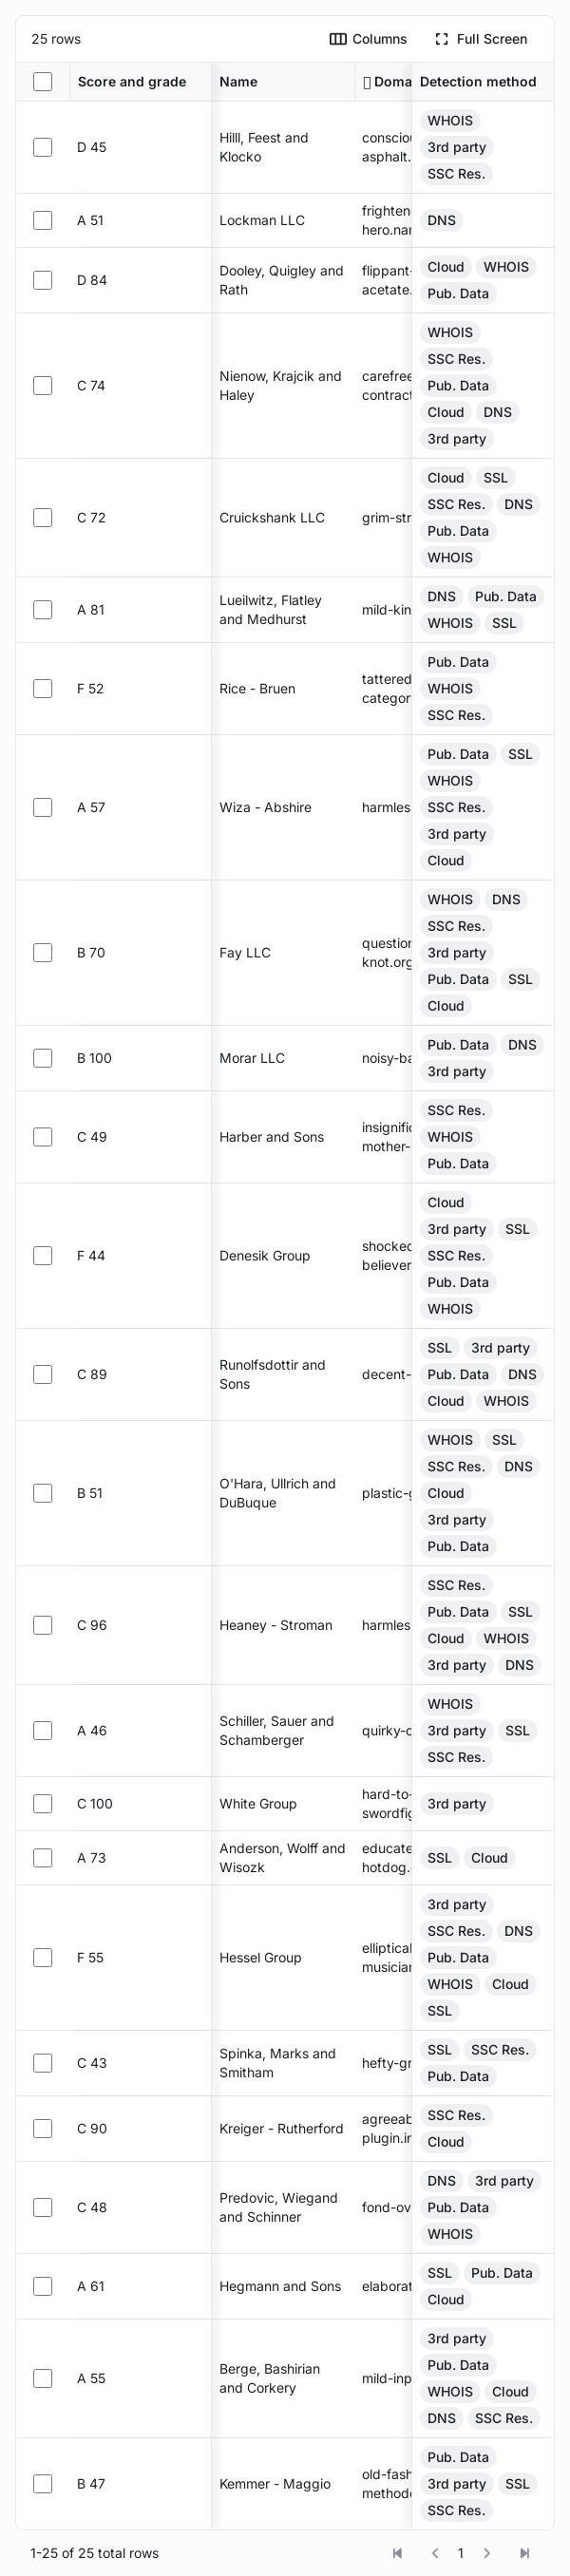 25 rows Columns Full Screen
Score and grade Name Doma Detection method
D 45 Hilll, Feest and Klocko consciou asphalt. WHOIS 3rd party SSC Res.
A 51 Lockman LLC frighten hero.nar DNS
D 84 Dooley, Quigley and Rath flippant- acetate. Cloud WHOIS Pub. Data
C 74 Nienow, Krajcik and Haley carefree contract WHOIS SSC Res. Pub. Data Cloud DNS 3rd party
C 72 Cruickshank LLC grim-str Cloud SSL SSC Res. DNS Pub. Data WHOIS
A 81 Lueilwitz, Flatley and Medhurst mild-kin DNS Pub. Data WHOIS SSL
F 52 Rice - Bruen tattered categor Pub. Data WHOIS SSC Res.
A 57 Wiza - Abshire harmles Pub. Data SSL WHOIS SSC Res. 3rd party Cloud
B 70 Fay LLC question knot.org WHOIS DNS SSC Res. 3rd party Pub. Data SSL Cloud
B 100 Morar LLC noisy-ba Pub. Data DNS 3rd party
C 49 Harber and Sons insignific mother- SSC Res. WHOIS Pub. Data
F 44 Denesik Group shocked believer Cloud 3rd party SSL SSC Res. Pub. Data WHOIS
C 89 Runolfsdottir and Sons decent- SSL 3rd party Pub. Data DNS Cloud WHOIS
B 51 O'Hara, Ullrich and DuBuque plastic-g WHOIS SSL SSC Res. DNS Cloud 3rd party Pub. Data
C 96 Heaney - Stroman harmles SSC Res. Pub. Data SSL Cloud WHOIS 3rd party DNS
A 46 Schiller, Sauer and Schamberger quirky-c WHOIS 3rd party SSL SSC Res.
C 100 White Group hard-to- swordfig 3rd party
A 73 Anderson, Wolff and Wisozk educate hotdog. SSL Cloud
F 55 Hessel Group elliptical musician 3rd party SSC Res. DNS Pub. Data WHOIS Cloud SSL
C 43 Spinka, Marks and Smitham hefty-gr SSL SSC Res. Pub. Data
C 90 Kreiger - Rutherford agreeab plugin.ir SSC Res. Cloud
C 48 Predovic, Wiegand and Schinner fond-ov DNS 3rd party Pub. Data WHOIS
A 61 Hegmann and Sons elaborat SSL Pub. Data Cloud
A 55 Berge, Bashirian and Corkery mild-inp 3rd party Pub. Data WHOIS Cloud DNS SSC Res.
B 47 Kemmer - Maggio old-fash methodo Pub. Data 3rd party SSL SSC Res.
1-25 of 25 total rows 1